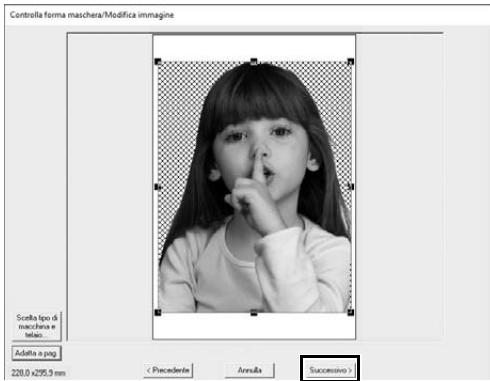 Controlla forma maschera/Modifica immagine
Scelta tipo di
macchina e
telaio...
Adatta a pag.
228,0 x295,9 mm
< Precedente
Annulla
Successivo >